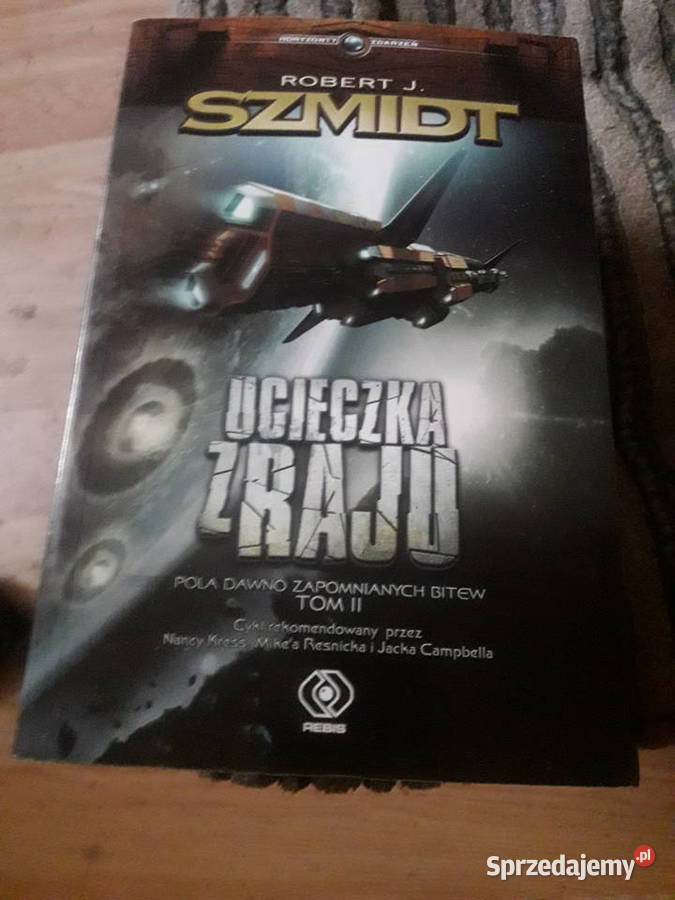 HORYZONTY ZDARZEŃ
ROBERT J.
SZMIDT
UCIECZKA
Z RAJU
POLA DAWNO ZAPOMNIANYCH BITEW
TOM II
Cykl rekomendowany przez
Nancy Kress, Mike'a Resnicka i Jacka Campbella
REBIS
Sprzedajemy.pl